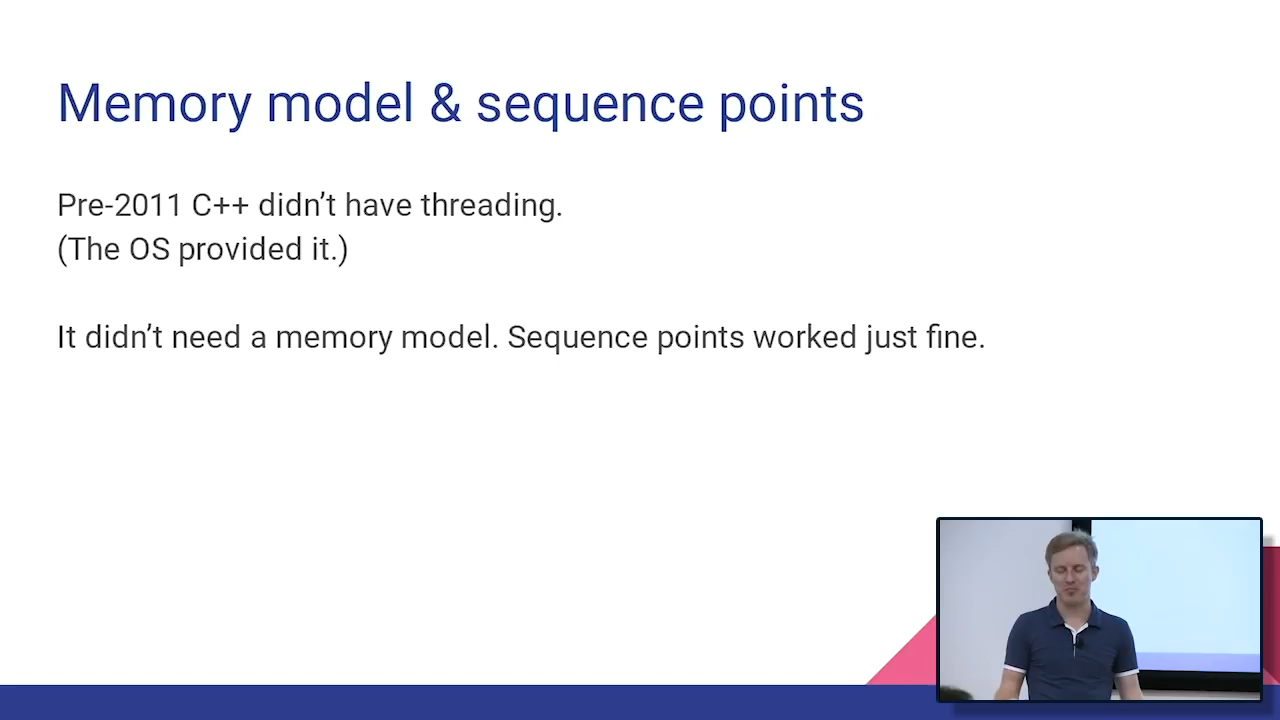 Memory model & sequence points
Pre-2011 C++ didn’t have threading.
(The OS provided it.)
It didn’t need a memory model. Sequence points worked just fine.